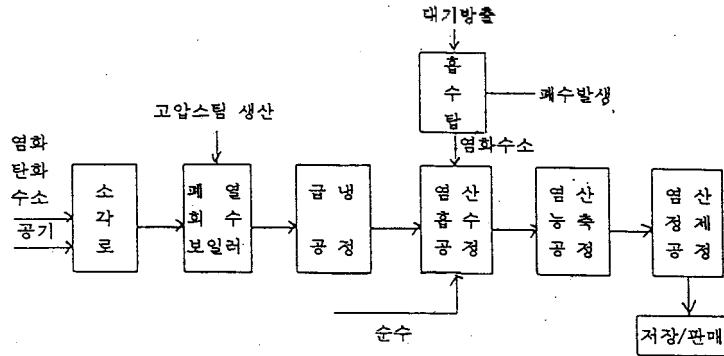 대기방출
흡
수
탑
폐수발생
고압스팀 생산
염화수소
염화
탄화
수소
공기
소
각
로
폐 열
회 수
보일러
급 냉
공정
염 산
흡 수
공 정
염 산
농 축
공 정
염 산
정 제
공 정
순수
저장/판매